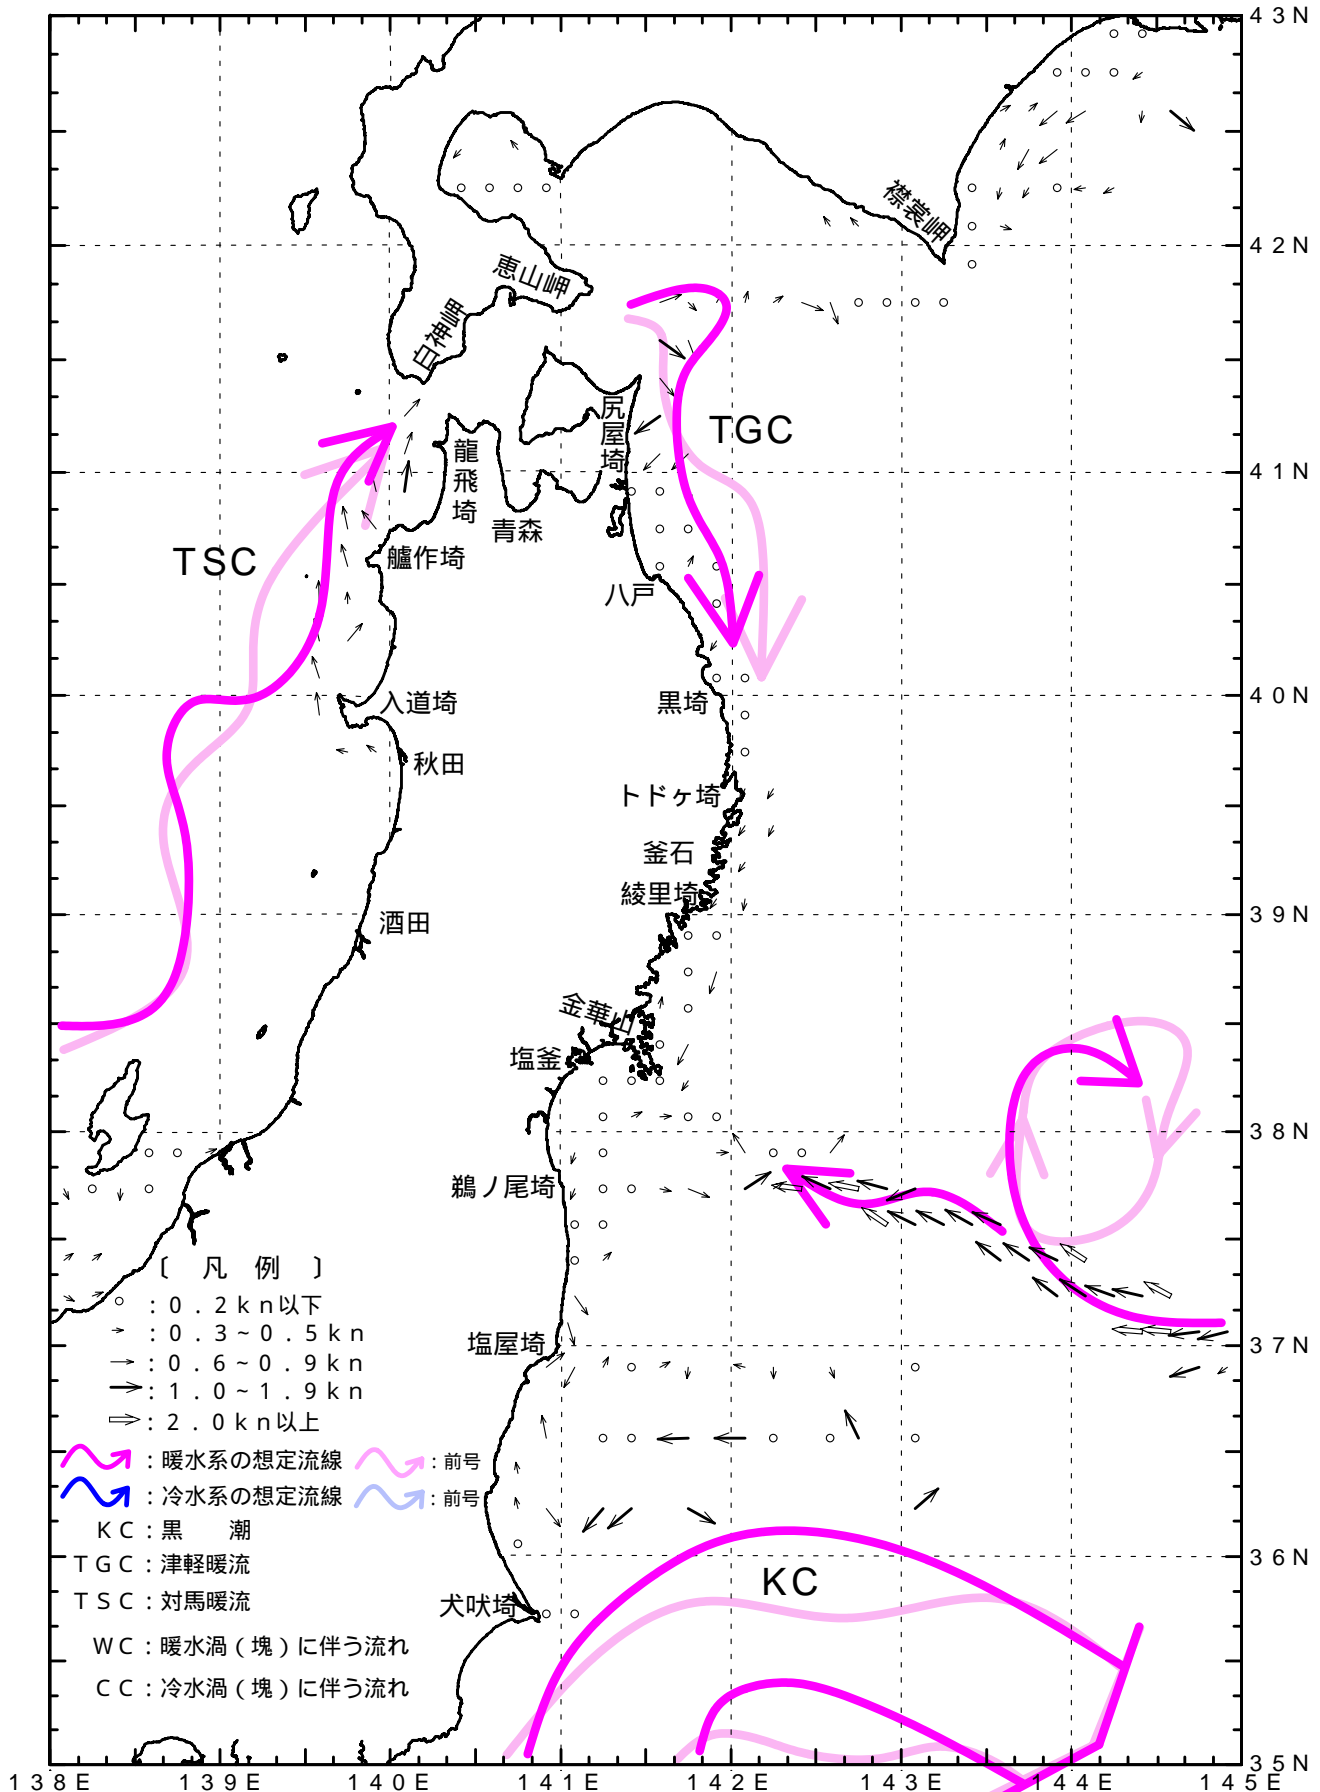 43N
襟裳岬
42N
恵山岬
白神岬
尻屋埼
TGC
龍飛埼
41N
青森
TSC
艫作埼
八戸
入道埼
黒埼
40N
秋田
トドヶ埼
釜石
綾里埼
酒田
39N
金華山
塩釜
38N
鵜ノ尾埼
〔 凡 例 〕
:0.2kn以下
:0.3~0.5kn
塩屋埼
37N
:0.6~0.9kn
:1.0~1.9kn
:2.0kn以上
:暖水系の想定流線 :前号
:冷水系の想定流線 :前号
KC:黒 潮
TGC:津軽暖流
36N
KC
TSC:対馬暖流
犬吠埼
WC:暖水渦(塊)に伴う流れ
CC:冷水渦(塊)に伴う流れ
35N
138E 139E 140E 141E 142E 143E 144E 145E